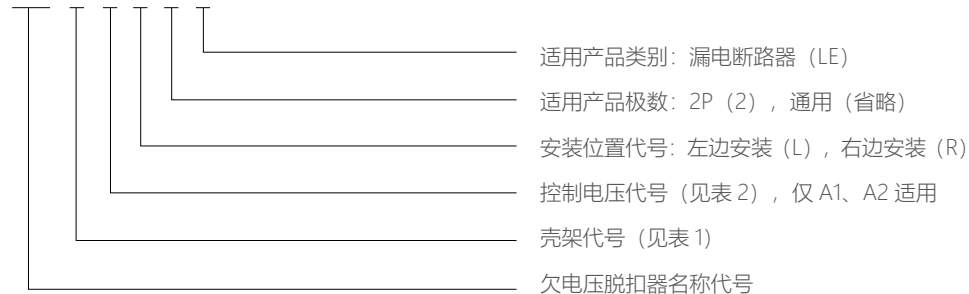 适用产品类别：漏电断路器（LE）
适用产品极数：2P（2），通用（省略）
安装位置代号：左边安装（L），右边安装（R）
控制电压代号（见表 2），仅 A1、A2 适用
壳架代号（见表 1）
欠电压脱扣器名称代号